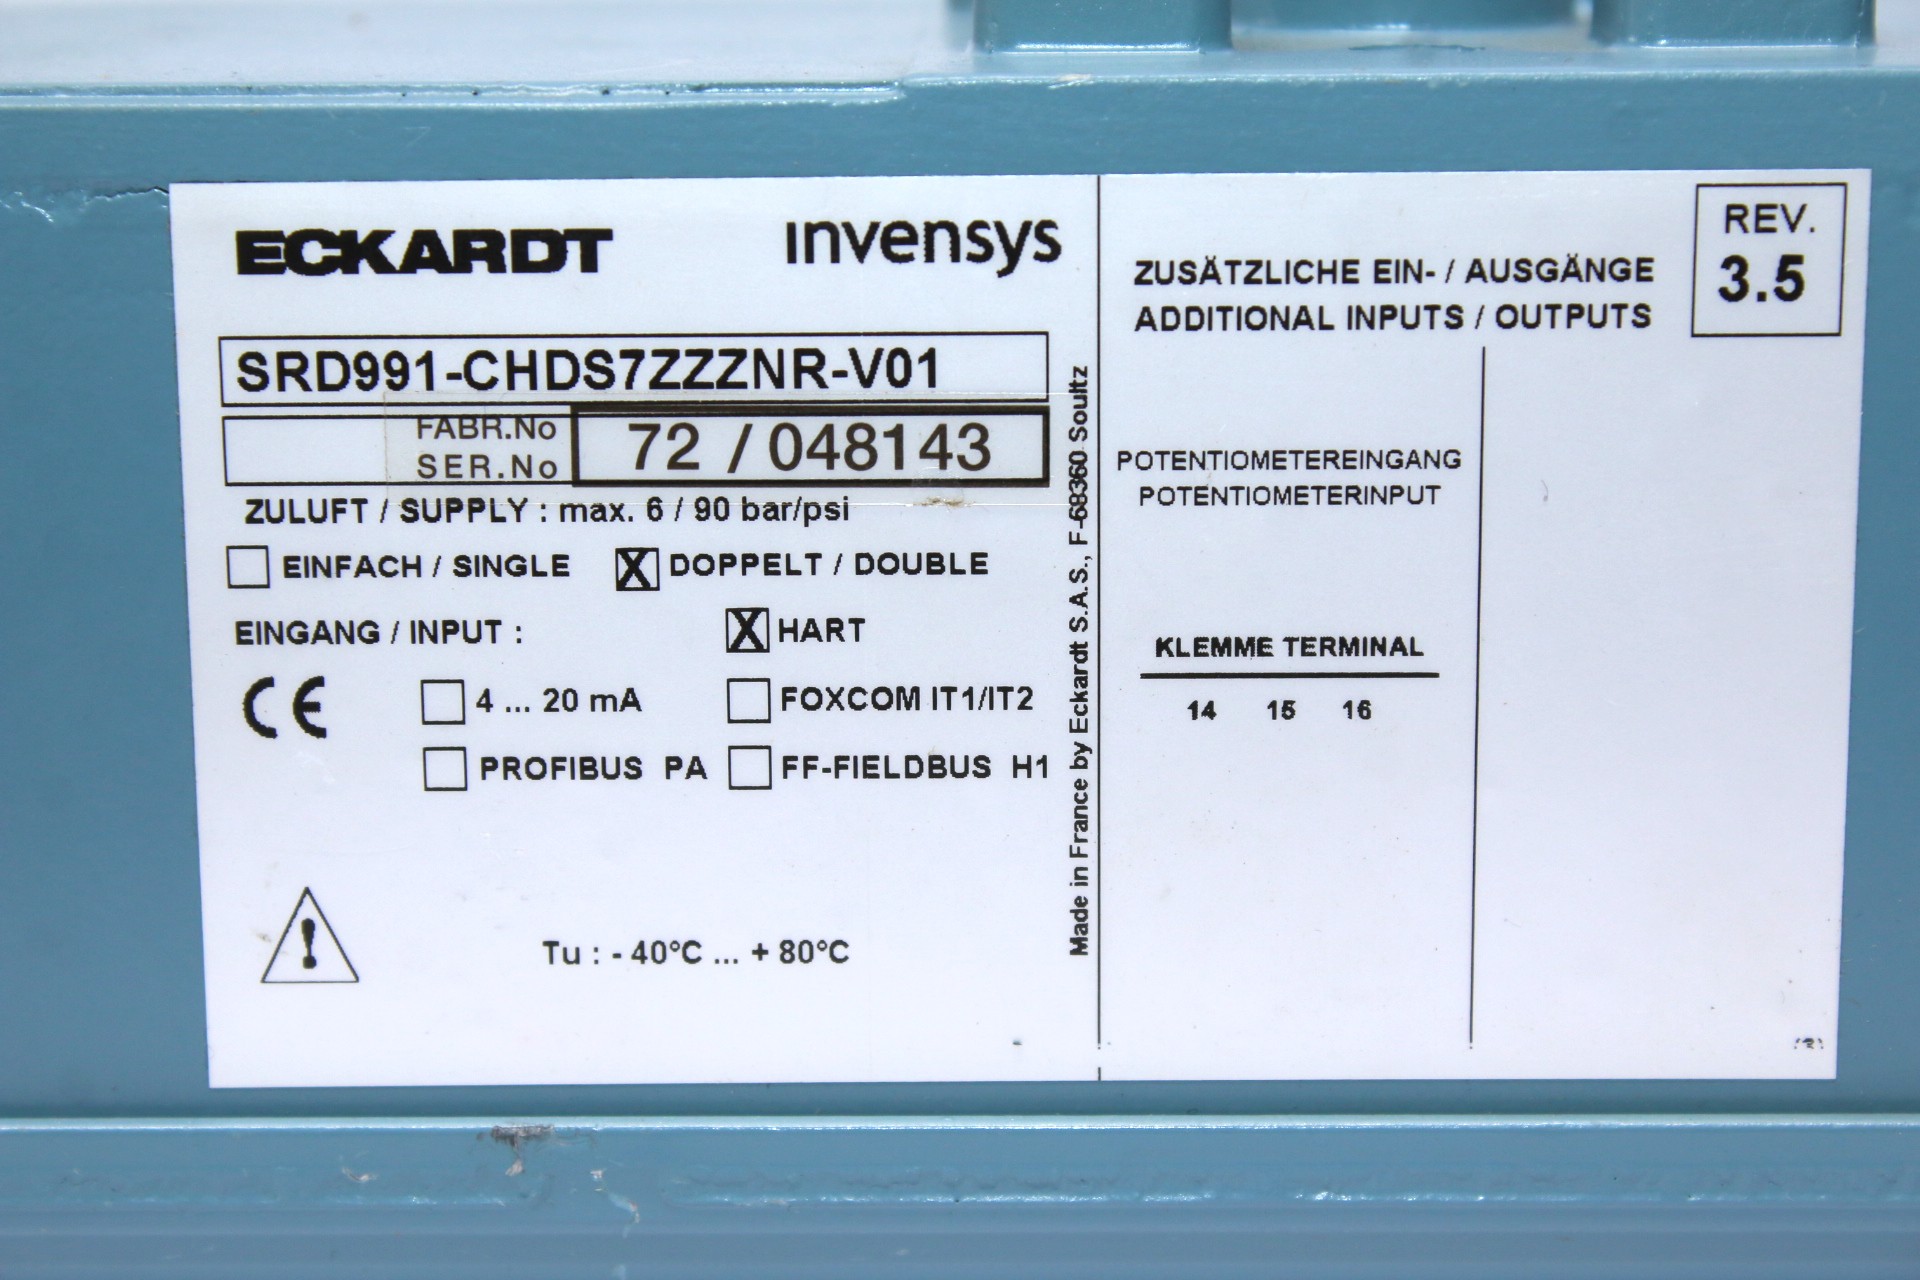 ECKARDT
invensys
SRD991-CHDS7ZZZNR-V01
FABR.No
SER.No
72 / 048143
ZULUFT / SUPPLY : max. 6 / 90 bar/psi
EINFACH / SINGLE
X DOPPELT / DOUBLE
EINGANG / INPUT :
X HART
CE
4 ... 20 mA
FOXCOM IT1/IT2
PROFIBUS PA
FF-FIELDBUS H1
!
Tu : - 40°C ... + 80°C
Made in France by Eckardt S.A.S., F-68360 Soultz
REV.
3.5
ZUSÄTZLICHE EIN- / AUSGÄNGE
ADDITIONAL INPUTS / OUTPUTS
POTENTIOMETEREINGANG
POTENTIOMETERINPUT
KLEMME TERMINAL
14 15 16